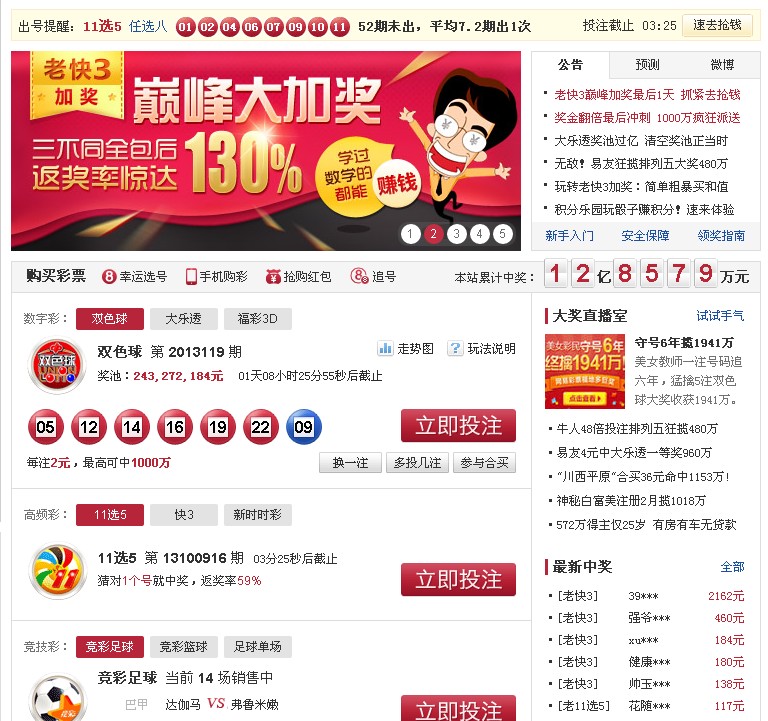 出号提醒：11选5 任选八 01 02 04 06 07 09 10 11 52期未出，平均7.2期出1次 投注截止 03:25 速去抢钱
老快3
加奖
巅峰大加奖
三不同全包后
返奖率惊达 130%
学过
数学的
都能
赚钱
1 2 3 4 5
公告 预测 微博
老快3巅峰加奖最后1天 抓紧去抢钱
奖金翻倍最后冲刺 1000万疯狂派送
大乐透奖池过亿 清空奖池正当时
无敌！易友狂揽排列五大奖480万
玩转老快3加奖：简单粗暴买和值
积分乐园玩骰子赚积分！速来体验
新手入门 安全保障 领奖指南
购买彩票 幸运选号 手机购彩 抢购红包 追号 本站累计中奖：12亿8579万元
数字彩：双色球 大乐透 福彩3D
双色球
UNION
LOTTO
双色球 第 2013119 期 走势图 玩法说明
奖池：243,272,184元 01天08小时25分55秒后截止
05 12 14 16 19 22 09 立即投注
每注2元，最高可中1000万 换一注 多投几注 参与合买
高频彩：11选5 快3 新时时彩
11选5 第 13100916 期 03分25秒后截止
猜对1个号就中奖，返奖率59% 立即投注
竞技彩：竞彩足球 竞彩篮球 足球单场
竞彩足球 当前 14 场销售中
巴甲 达伽马 VS 弗鲁米嫩 立即投注
大奖直播室 试试手气
美女彩民守号6年
终擒1941万!
点击查看
守号6年揽1941万
美女教师一注号码追
六年，猛擒5注双色
球大奖收获1941万。
牛人48倍投注排列五狂揽480万
易友4元中大乐透一等奖960万
“川西平原”合买36元命中1153万!
神秘白富美注册2月揽1018万
572万得主仅25岁 有房有车无贷款
最新中奖 全部
[老快3] 39*** 2162元
[老快3] 强爷*** 460元
[老快3] xu*** 184元
[老快3] 健康*** 180元
[老快3] 帅玉*** 138元
[老11选5] 花随*** 117元